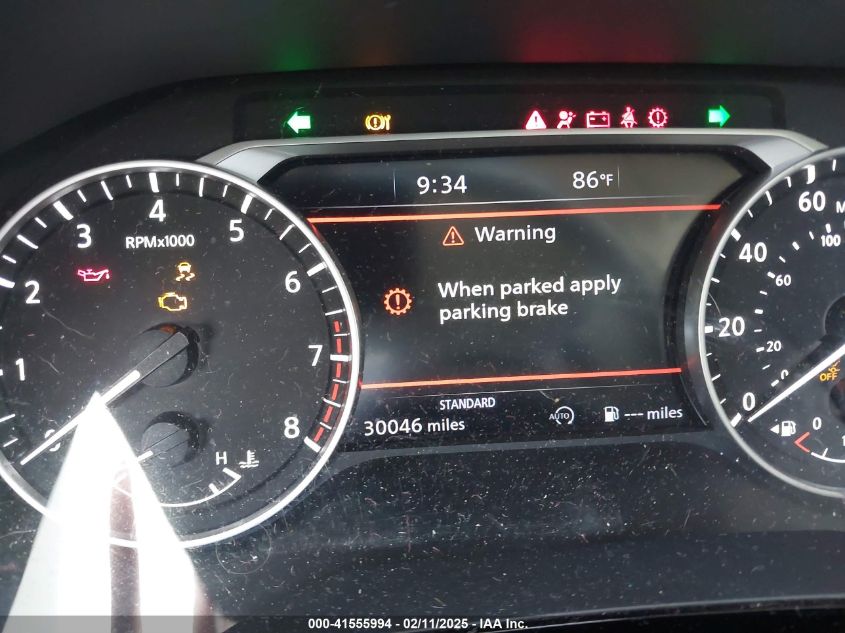 9:34
86°F
60
4
3
5
RPMx1000
Warning
100
40
60
2
6
When parked apply
parking brake
20
7
20
1
0
STANDARD
0
OFF
8
30046 miles
AUTO
--- miles
0
H
000-41555994 - 02/11/2025 - IAA Inc.